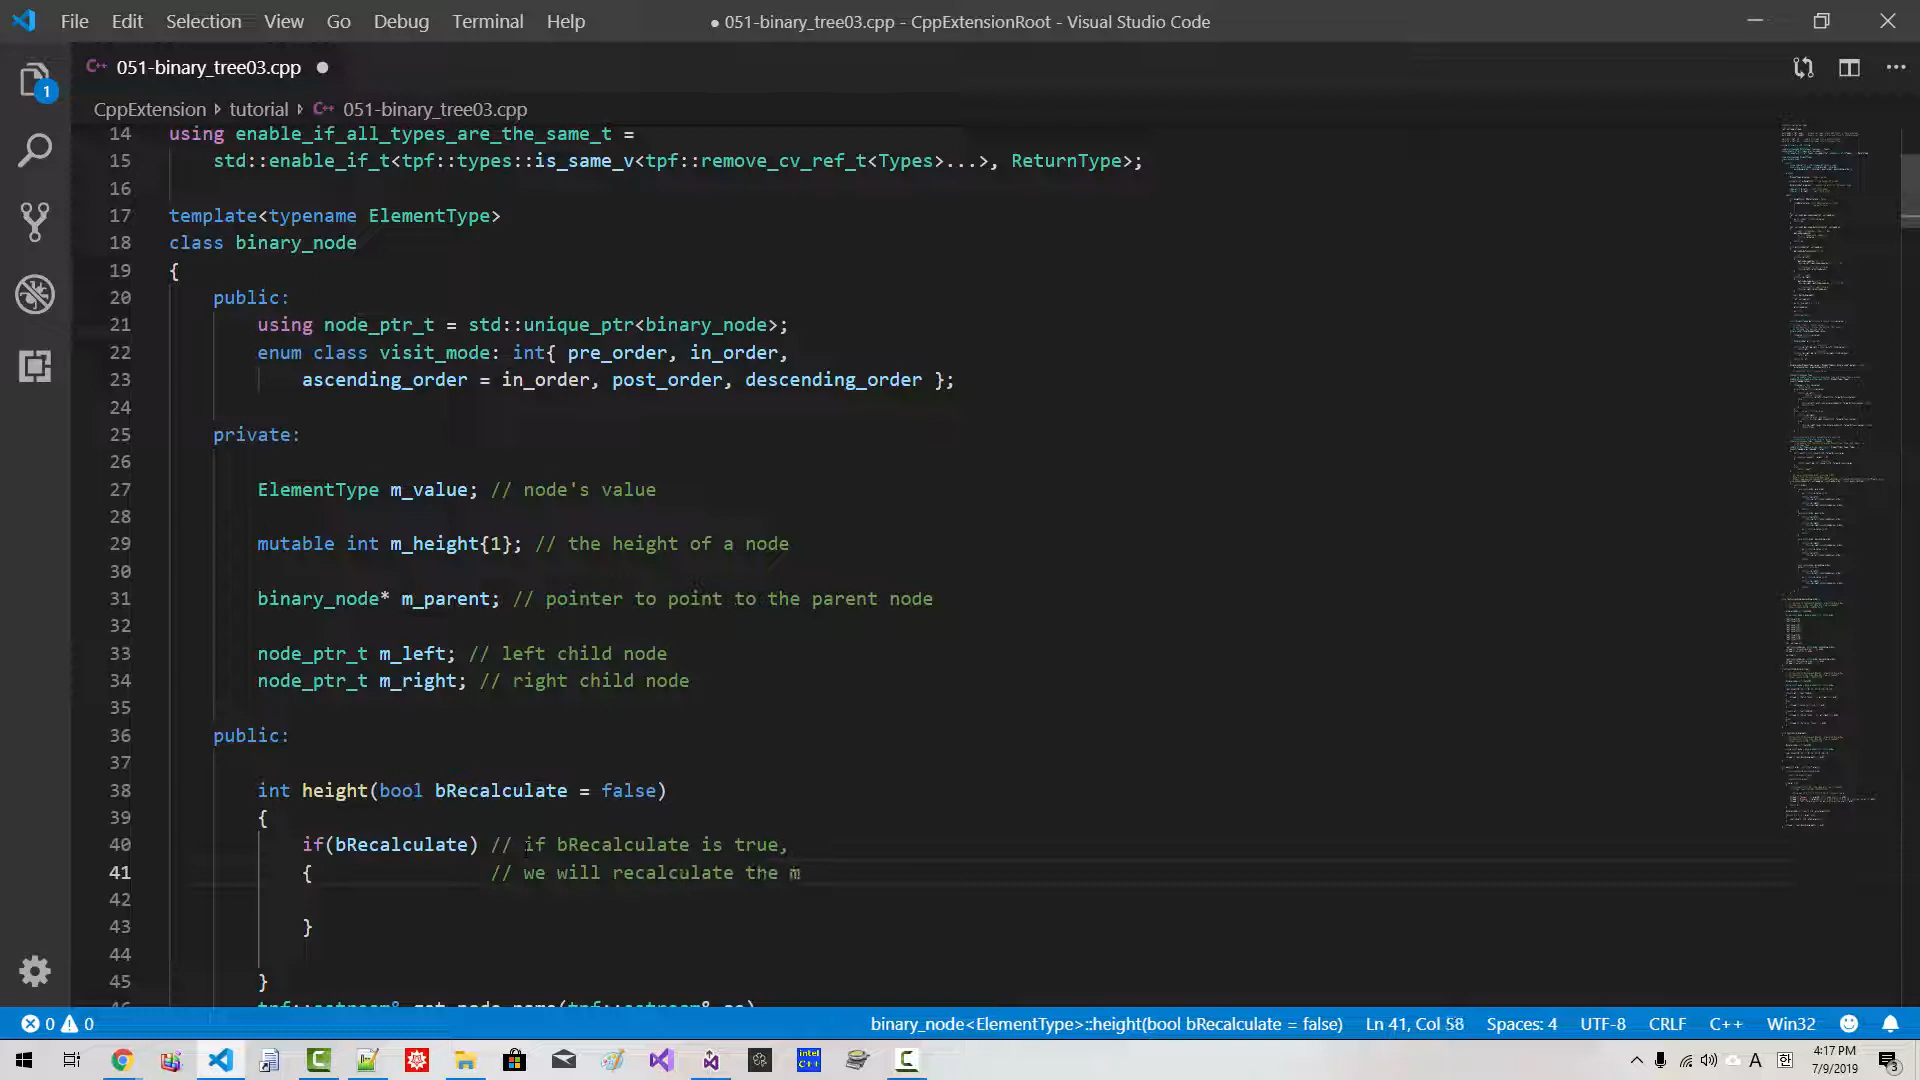 File Edit Selection View Go Debug Terminal Help
● 051-binary_tree03.cpp - CppExtensionRoot - Visual Studio Code
C++ 051-binary_tree03.cpp ●
1
CppExtension › tutorial › C++ 051-binary_tree03.cpp
14 using enable_if_all_types_are_the_same_t =
15 std::enable_if_t<tpf::types::is_same_v<tpf::remove_cv_ref_t<Types>...>, ReturnType>;
16
17 template<typename ElementType>
18 class binary_node
19 {
20 public:
21 using node_ptr_t = std::unique_ptr<binary_node>;
22 enum class visit_mode: int{ pre_order, in_order,
23 ascending_order = in_order, post_order, descending_order };
24
25 private:
26
27 ElementType m_value; // node's value
28
29 mutable int m_height{1}; // the height of a node
30
31 binary_node* m_parent; // pointer to point to the parent node
32
33 node_ptr_t m_left; // left child node
34 node_ptr_t m_right; // right child node
35
36 public:
37
38 int height(bool bRecalculate = false)
39 {
40 if(bRecalculate) // if bRecalculate is true,
41 { // we will recalculate the m
42
43 }
44
45 }
0 0
binary_node<ElementType>::height(bool bRecalculate = false) Ln 41, Col 58 Spaces: 4 UTF-8 CRLF C++ Win32
intel C++
A 한 4:17 PM
7/9/2019
3